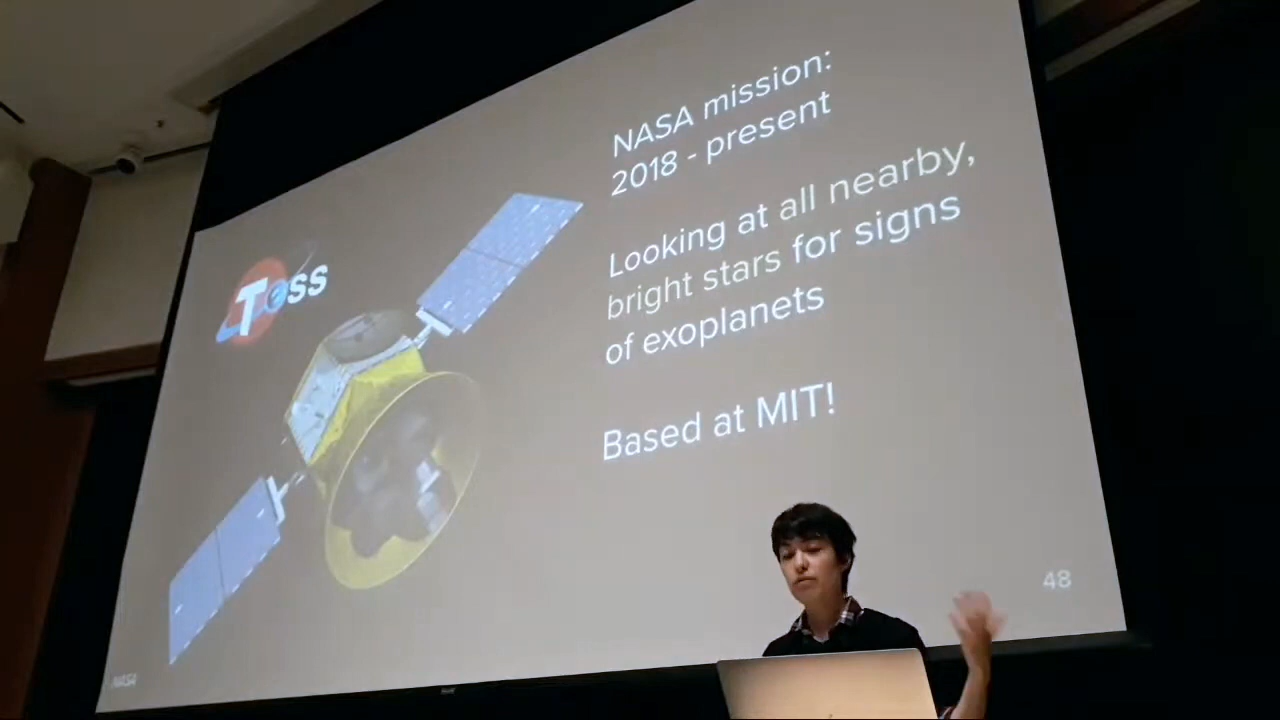 NASA mission:
2018 - present
Looking at all nearby,
bright stars for signs
of exoplanets
Based at MIT!
TESS
48
NASA